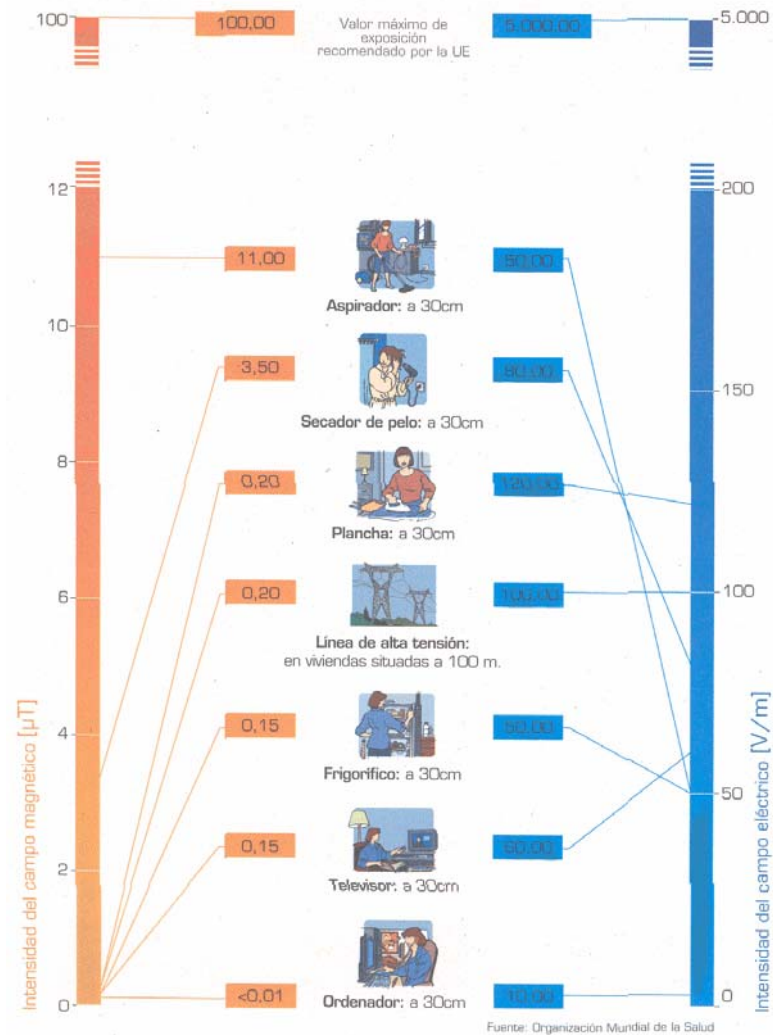 100
100,00
Valor máximo de
exposición
recomendado por la UE
5.000.00
5.000
12
200
11,00
50,00
Aspirador: a 30cm
10
3,50
80,00
150
Secador de pelo: a 30cm
8
0,20
120,00
Plancha: a 30cm
6
0,20
100,00
100
Línea de alta tensión:
en viviendas situadas a 100 m.
4
0,15
50,00
Frigorífico: a 30cm
50
2
0,15
60,00
Televisor: a 30cm
0
<0,01
Ordenador: a 30cm
10,00
0
Intensidad del campo magnético [µT]
Intensidad del campo eléctrico [V/m]
Fuente: Organización Mundial de la Salud